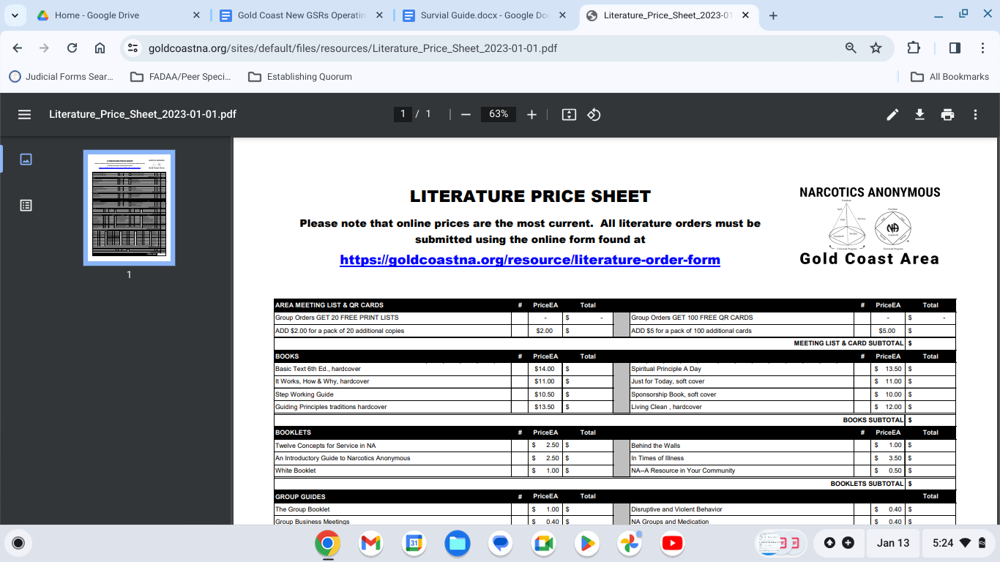 Home - Google Drive
Gold Coast New GSRs Operatin
Survial Guide.docx - Google Do
Literature_Price_Sheet_2023-01
goldcoastna.org/sites/default/files/resources/Literature_Price_Sheet_2023-01-01.pdf
Judicial Forms Sear... FADAA/Peer Speci... Establishing Quorum All Bookmarks
Literature_Price_Sheet_2023-01-01.pdf 1 / 1 63%
1
LITERATURE PRICE SHEET
Please note that online prices are the most current. All literature orders must be
submitted using the online form found at
https://goldcoastna.org/resource/literature-order-form
NARCOTICS ANONYMOUS
NA
Gold Coast Area
AREA MEETING LIST & QR CARDS # PriceEA Total # PriceEA Total
Group Orders GET 20 FREE PRINT LISTS - $ - Group Orders GET 100 FREE QR CARDS - $ -
ADD $2.00 for a pack of 20 additional copies $2.00 $ ADD $5 for a pack of 100 additional cards $5.00 $
MEETING LIST & CARD SUBTOTAL $
BOOKS # PriceEA Total # PriceEA Total
Basic Text 6th Ed., hardcover $14.00 $ Spiritual Principle A Day $ 13.50 $
It Works, How & Why, hardcover $11.00 $ Just for Today, soft cover $ 11.00 $
Step Working Guide $10.50 $ Sponsorship Book, soft cover $ 10.00 $
Guiding Principles traditions hardcover $13.50 $ Living Clean , hardcover $ 12.00 $
BOOKS SUBTOTAL $
BOOKLETS # PriceEA Total # PriceEA Total
Twelve Concepts for Service in NA $ 2.50 $ Behind the Walls $ 1.00 $
An Introductory Guide to Narcotics Anonymous $ 2.50 $ In Times of Illness $ 3.50 $
White Booklet $ 1.00 $ NA--A Resource in Your Community $ 0.50 $
BOOKLETS SUBTOTAL $
GROUP GUIDES # PriceEA Total Total
The Group Booklet $ 1.00 $ Disruptive and Violent Behavior $ 0.40 $
Group Business Meetings $ 0.40 $ NA Groups and Medication $ 0.40 $
Jan 13 5:24